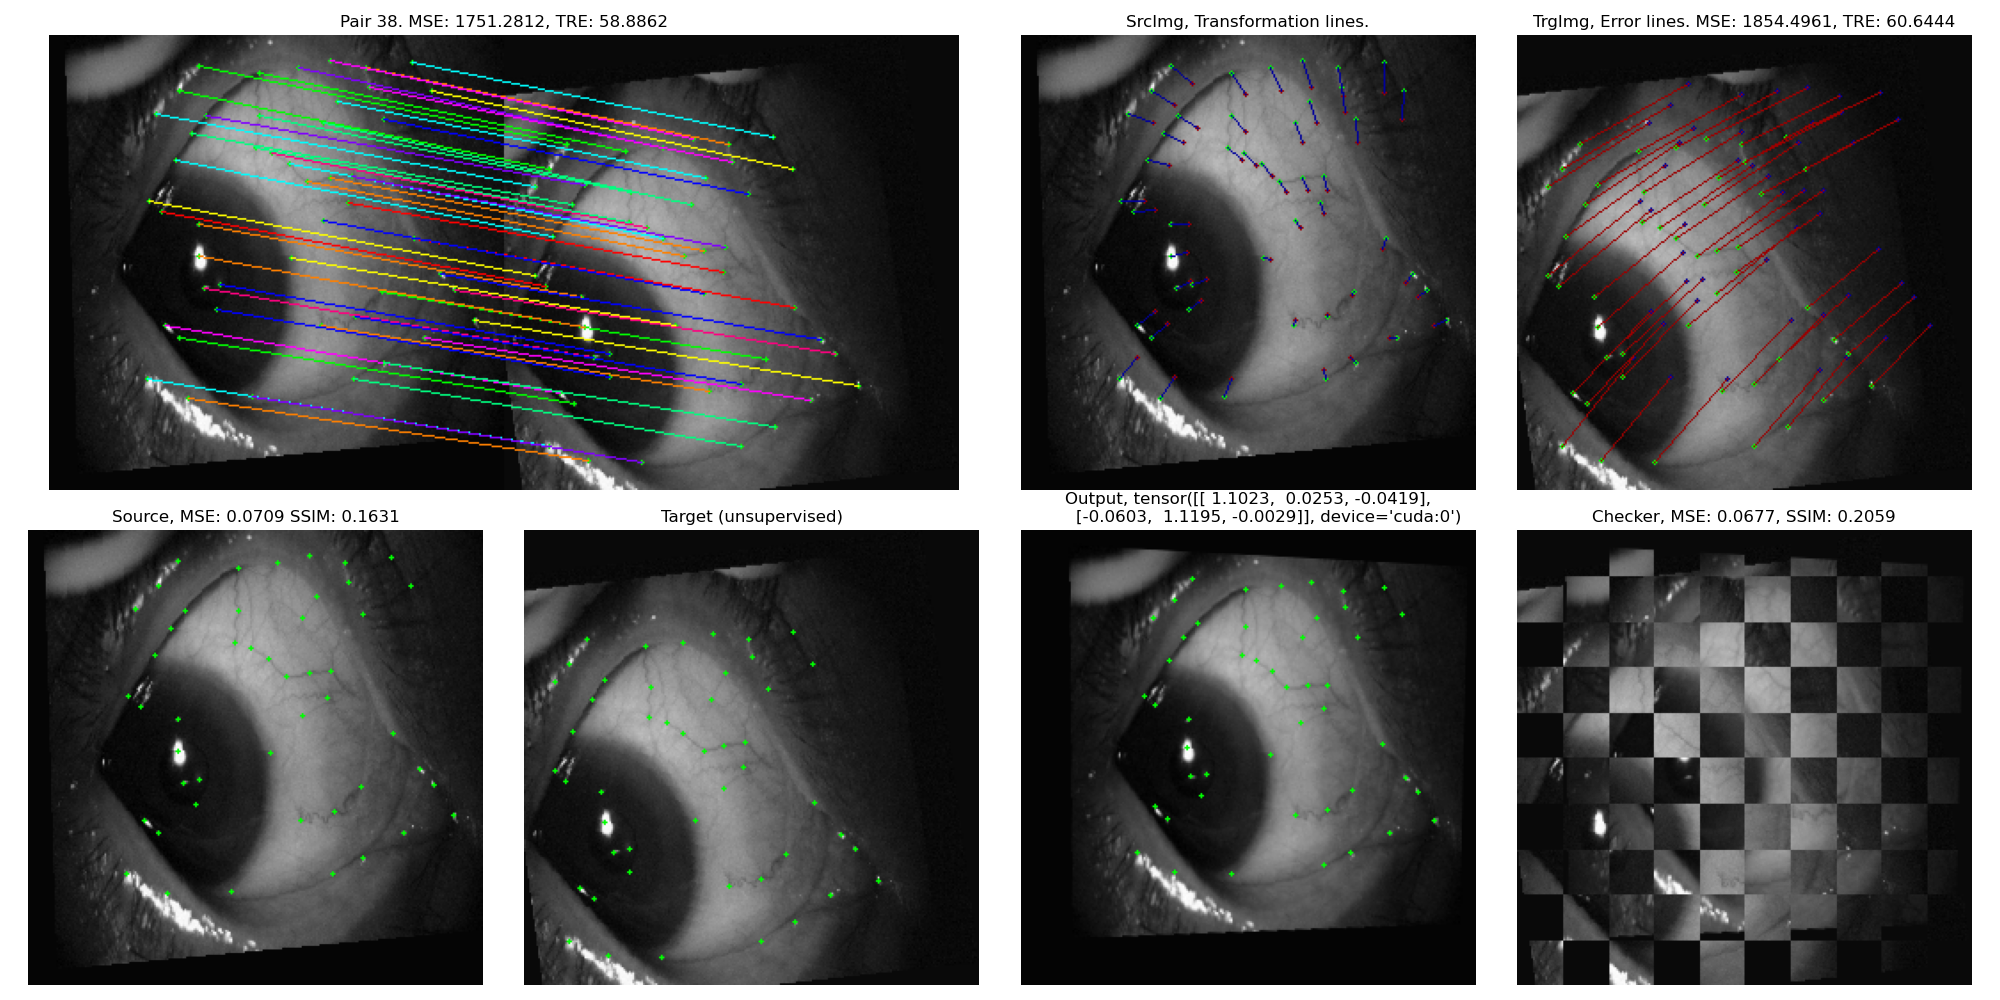 Pair 38. MSE: 1751.2812, TRE: 58.8862
SrcImg, Transformation lines.
TrgImg, Error lines. MSE: 1854.4961, TRE: 60.6444
Source, MSE: 0.0709 SSIM: 0.1631
Target (unsupervised)
Output, tensor([[ 1.1023,  0.0253, -0.0419],
[-0.0603,  1.1195, -0.0029]], device='cuda:0')
Checker, MSE: 0.0677, SSIM: 0.2059